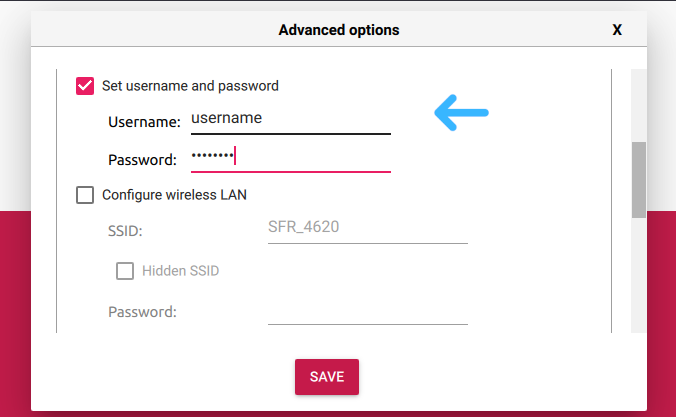 Advanced options
X
Set username and password
Username: username
Password: ••••••••
Configure wireless LAN
SSID: SFR_4620
Hidden SSID
Password:
SAVE